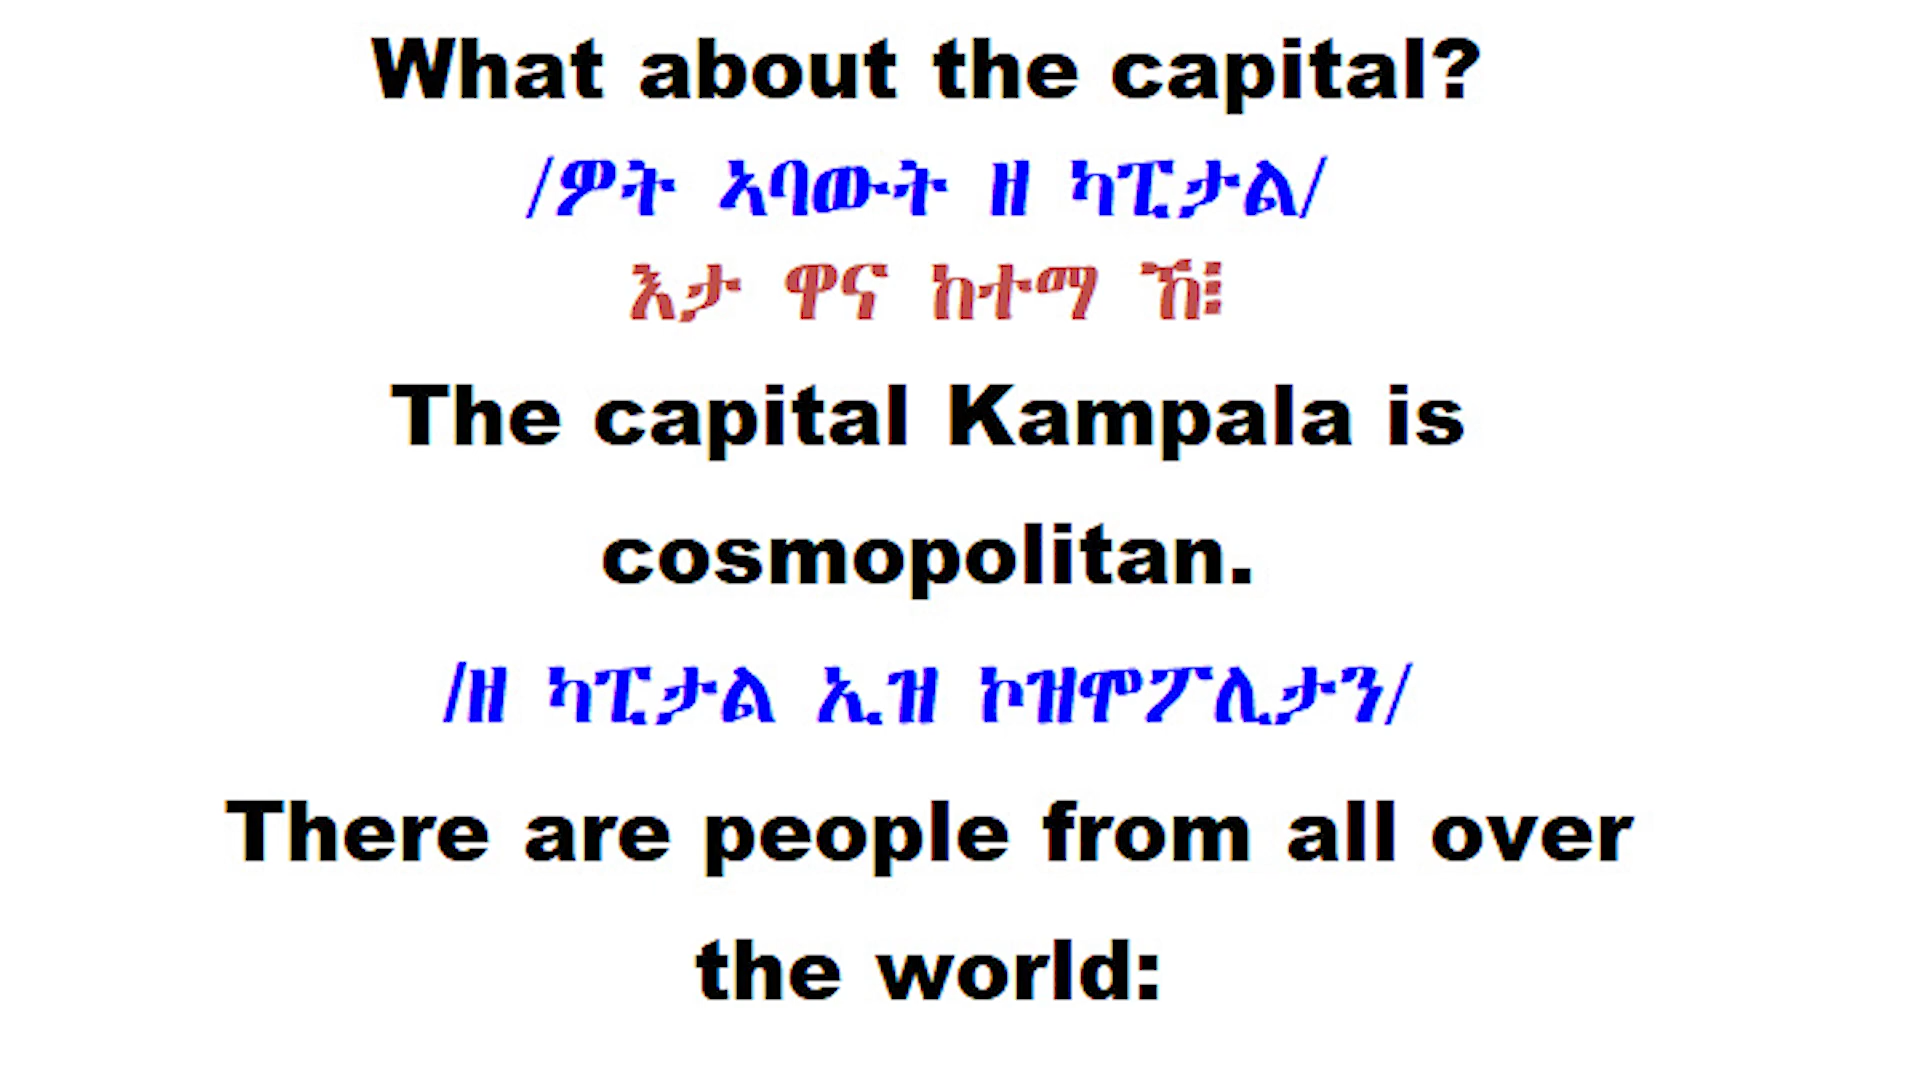 What about the capital?
/ዎት ኣባውት ዘ ካፒታል/
እታ ዋና ከተማ ኸ፧
The capital Kampala is
cosmopolitan.
/ዘ ካፒታል ኢዝ ኮዝሞፖሊታን/
There are people from all over
the world: